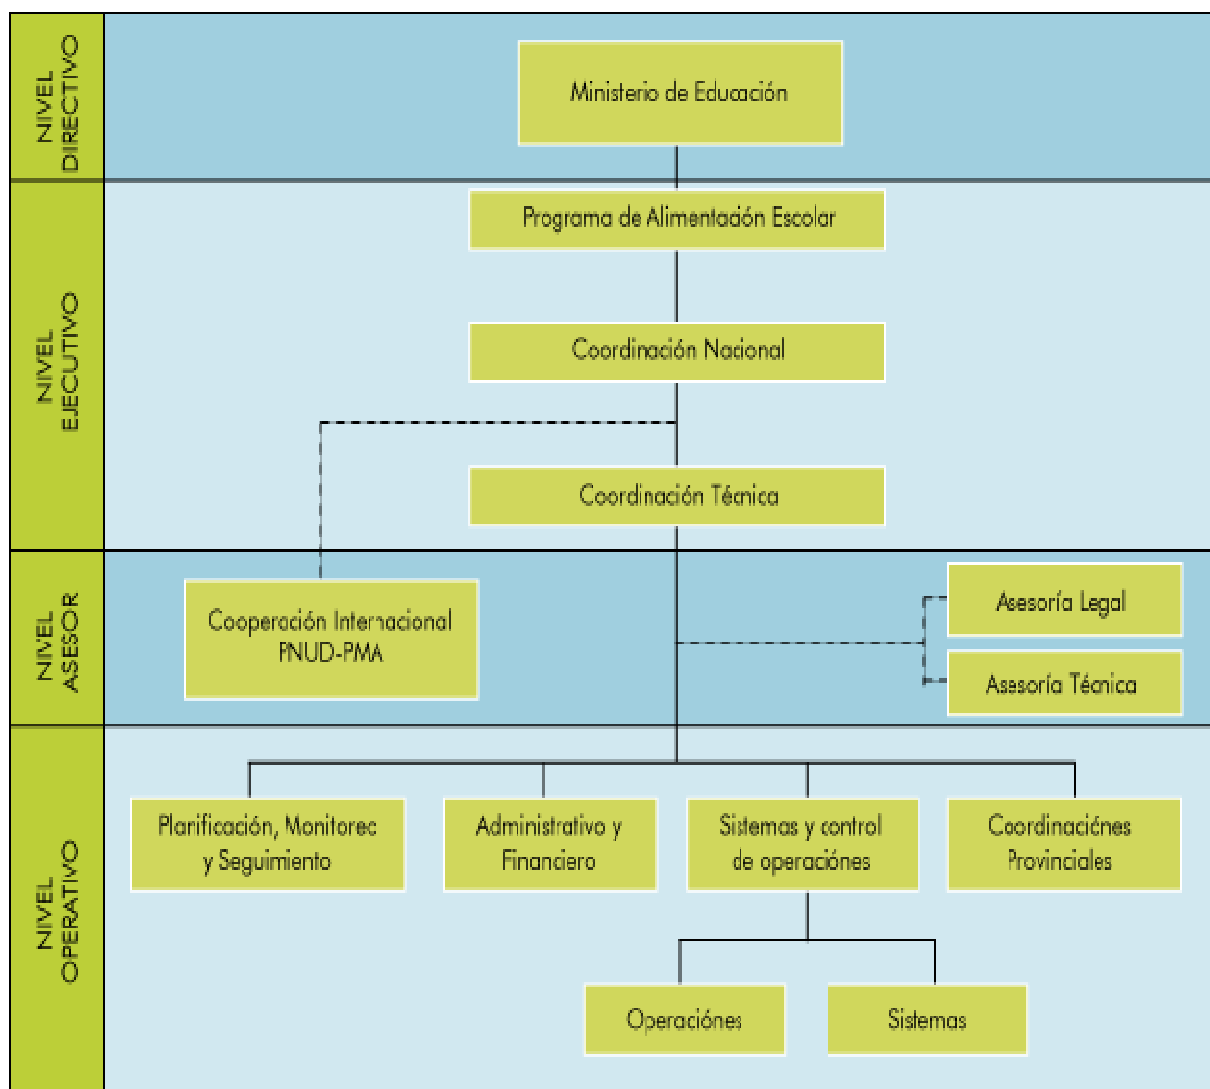 NIVEL
DIRECTIVO
Ministerio de Educación
NIVEL
EJECUTIVO
Programa de Alimentación Escolar
Coordinación Nacional
Coordinación Técnica
NIVEL
ASESOR
Cooperación Internacional
PNUD-PMA
Asesoría Legal
Asesoría Técnica
NIVEL
OPERATIVO
Planificación, Monitoreo
y Seguimiento
Administrativo y
Financiero
Sistemas y control
de operaciónes
Coordinaciónes
Provinciales
Operaciónes
Sistemas